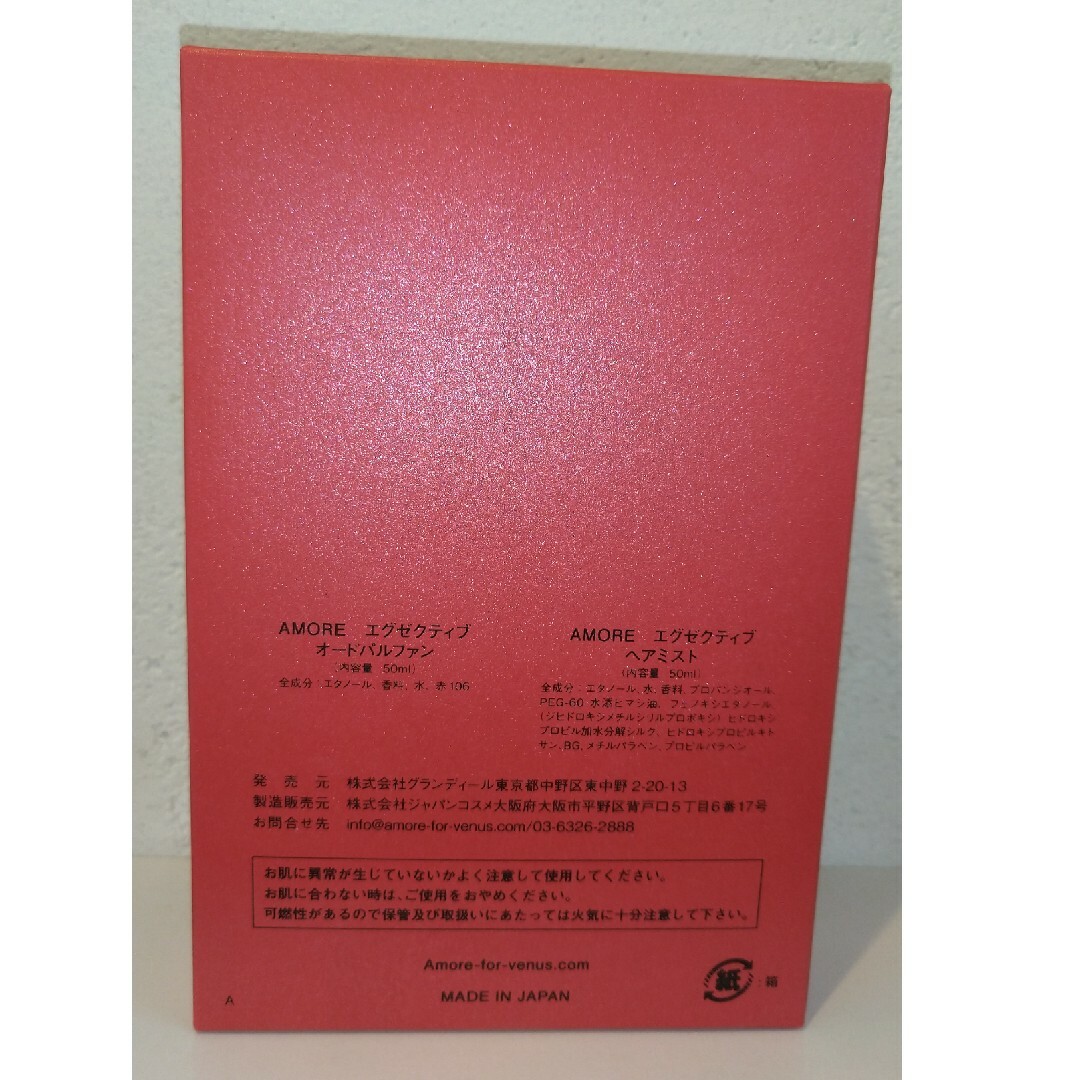 AMORE エグゼクティブ
オードパルファン
(内容量 50ml)
全成分:エタノール、香料、水、赤106
AMORE エグゼクティブ
ヘアミスト
(内容量 50ml)
全成分:エタノール、水、香料、プロパンジオール、
PEG-60 水添ヒマシ油、フェノキシエタノール、
(ジヒドロキシメチルシリルプロポキシ) ヒドロキシ
プロピル加水分解シルク、ヒドロキシプロピルキト
サン、BG、メチルパラベン、プロピルパラベン
発売元 株式会社グランディール東京都中野区東中野2-20-13
製造販売元 株式会社ジャパンコスメ大阪府大阪市平野区背戸口5丁目6番17号
お問合せ先 info@amore-for-venus.com/03-6326-2888
お肌に異常が生じていないかよく注意して使用してください。
お肌に合わない時は、ご使用をおやめください。
可燃性があるので保管及び取扱いにあたっては火気に十分注意して下さい。
Amore-for-venus.com
MADE IN JAPAN
A
紙 :箱